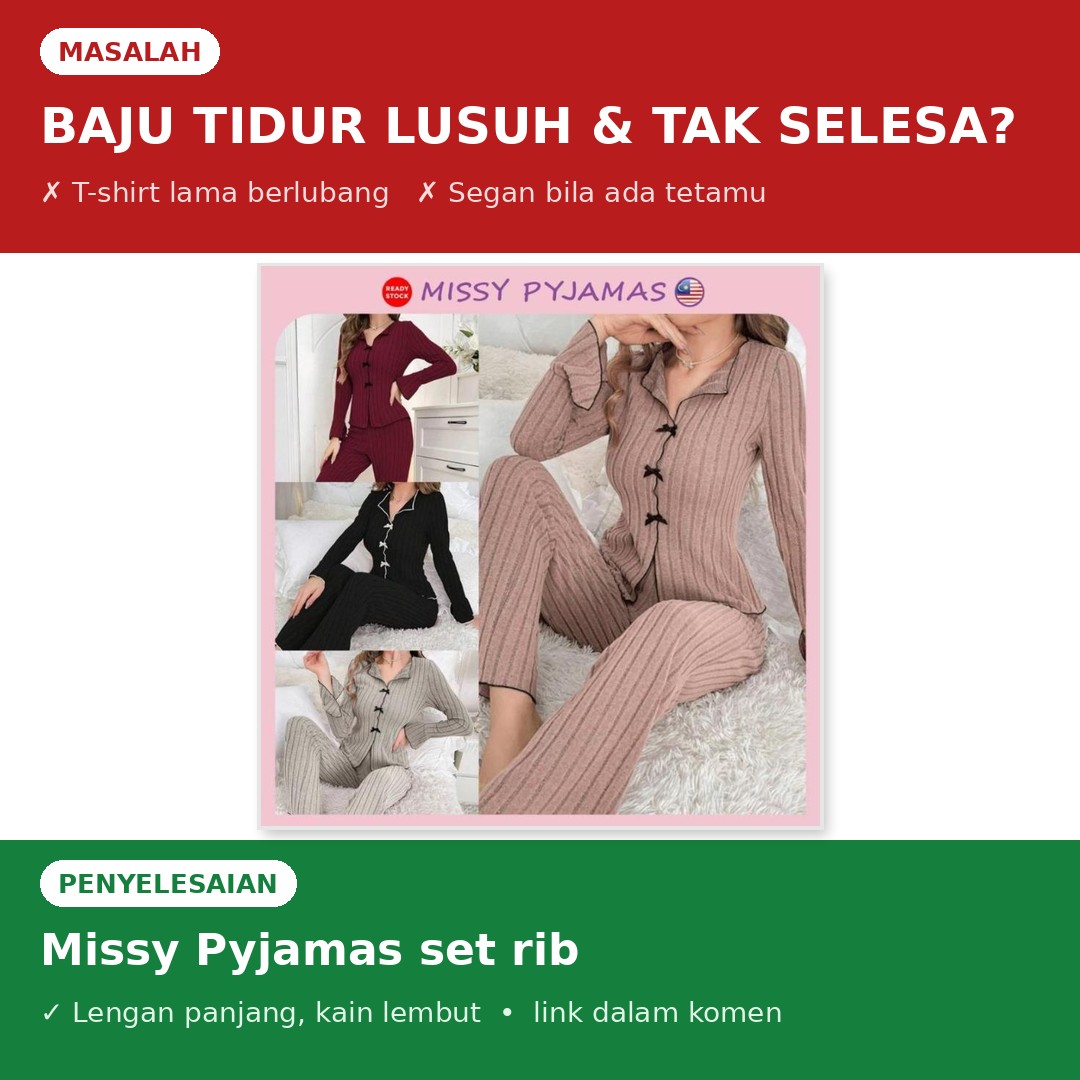 MASALAH
BAJU TIDUR LUSUH & TAK SELESA?
✗ T-shirt lama berlubang ✗ Segan bila ada tetamu
READY
STOCK
MISSY PYJAMAS
PENYELESAIAN
Missy Pyjamas set rib
✓ Lengan panjang, kain lembut • link dalam komen